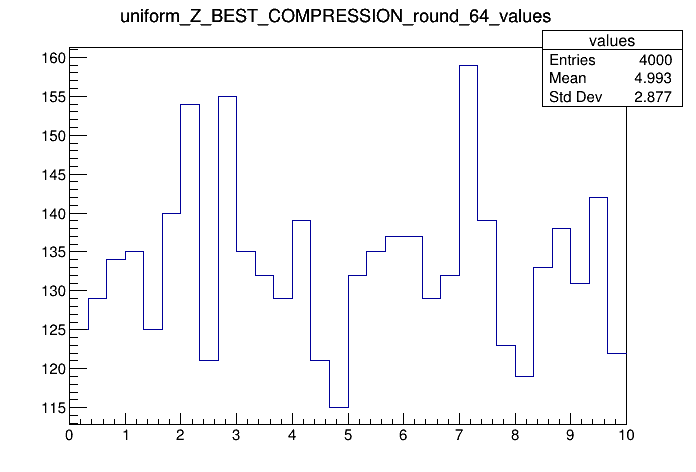 uniform_Z_BEST_COMPRESSION_round_64_values
values
Entries 4000
Mean 4.993
Std Dev 2.877
160
155
150
145
140
135
130
125
120
115
0 1 2 3 4 5 6 7 8 9 10